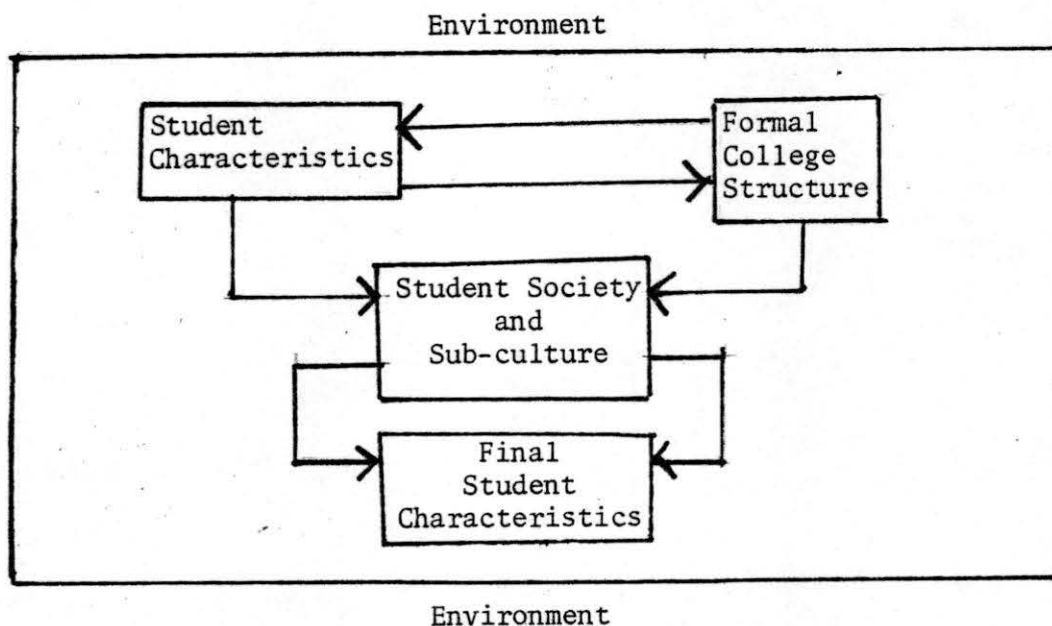 Environment
Student
Characteristics
Formal
College
Structure
Student Society
and
Sub-culture
Final
Student
Characteristics
Environment